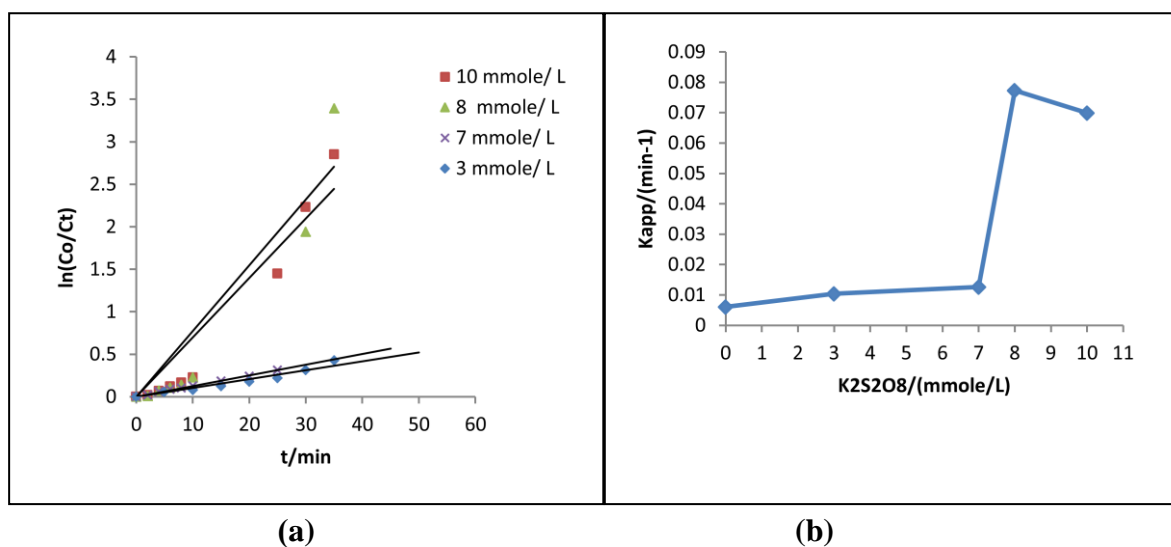 4
3.5
3
2.5
2
1.5
1
0.5
0
0 10 20 30 40 50 60
ln(Co/Ct)
t/min
10 mmole/ L
8 mmole/ L
7 mmole/ L
3 mmole/ L
(a)
0.09
0.08
0.07
0.06
0.05
0.04
0.03
0.02
0.01
0
0 1 2 3 4 5 6 7 8 9 10 11
Kapp/(min-1)
K2S2O8/(mmole/L)
(b)